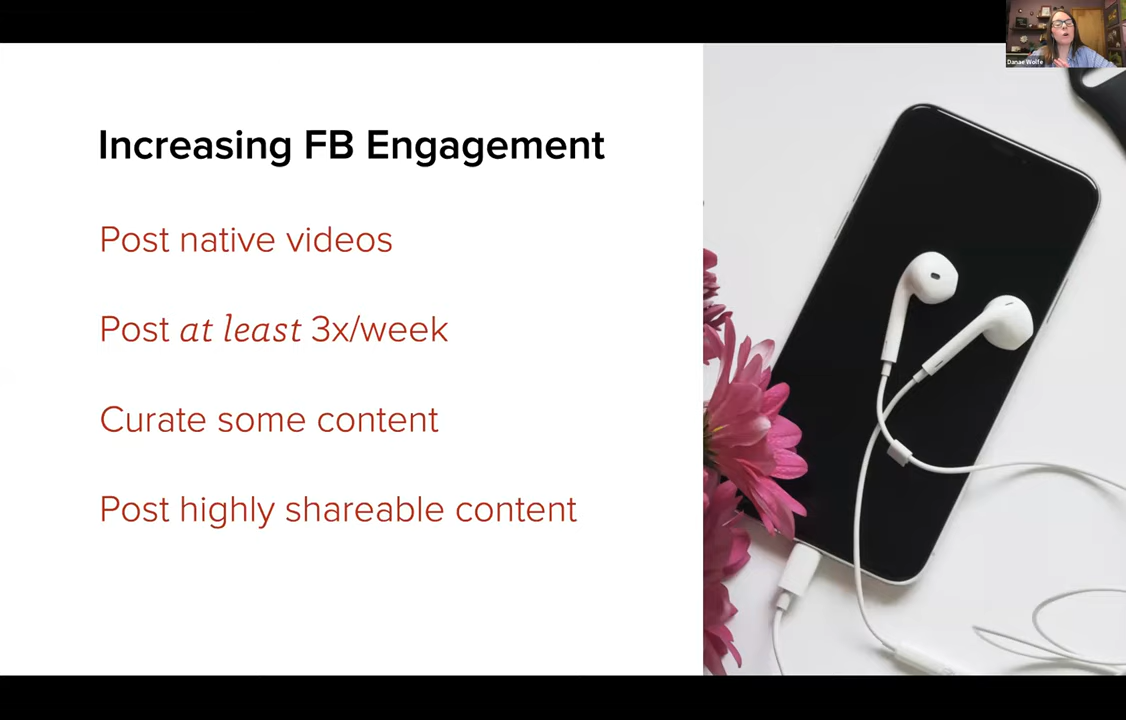 Danae Wolfe
Increasing FB Engagement
Post native videos
Post at least 3x/week
Curate some content
Post highly shareable content